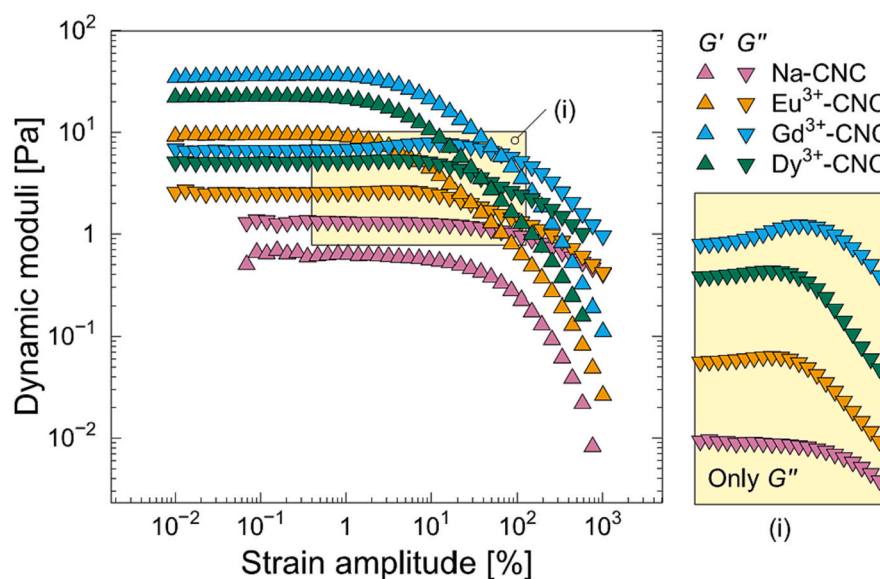 Dynamic moduli [Pa]
10²
10¹
1
10⁻¹
10⁻²
(i)
10⁻² 10⁻¹ 1 10¹ 10² 10³
Strain amplitude [%]
G' G"
Na-CNC
Eu³⁺-CNC
Gd³⁺-CNC
Dy³⁺-CNC
Only G"
(i)